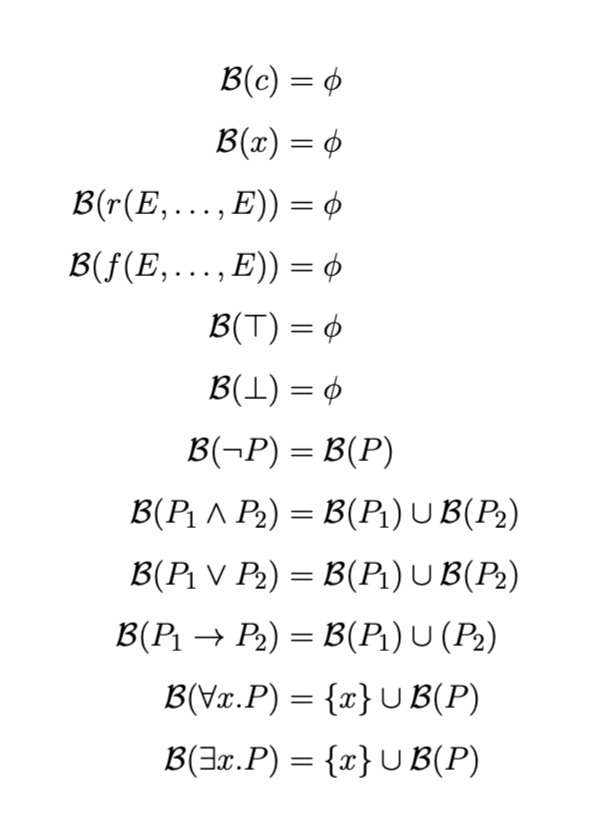 ℬ(c) = ϕ
ℬ(x) = ϕ
ℬ(r(E, . . . , E)) = ϕ
ℬ(f(E, . . . , E)) = ϕ
ℬ(⊤) = ϕ
ℬ(⊥) = ϕ
ℬ(¬P) = ℬ(P)
ℬ(P₁ ∧ P₂) = ℬ(P₁) ∪ ℬ(P₂)
ℬ(P₁ ∨ P₂) = ℬ(P₁) ∪ ℬ(P₂)
ℬ(P₁ → P₂) = ℬ(P₁) ∪ (P₂)
ℬ(∀x.P) = {x} ∪ ℬ(P)
ℬ(∃x.P) = {x} ∪ ℬ(P)